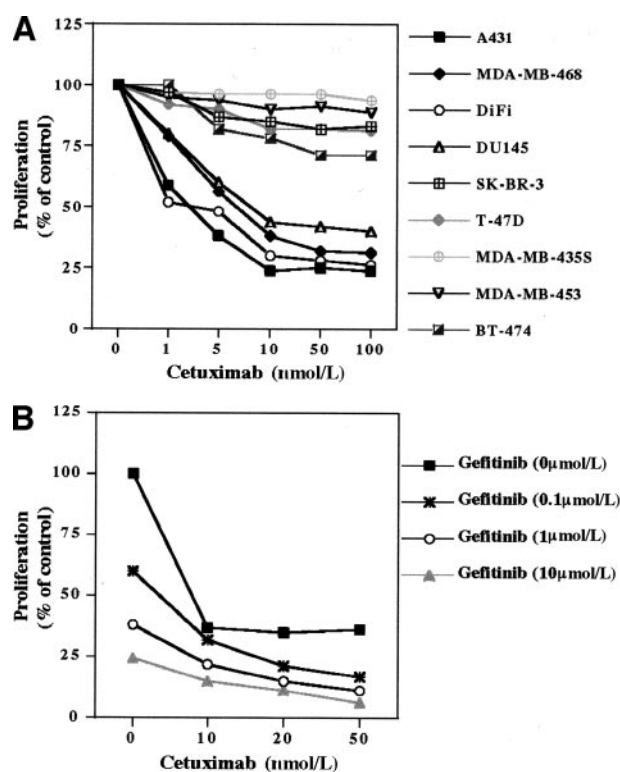 A
125
100
75
50
25
0
Proliferation
(% of control)
0 1 5 10 50 100
Cetuximab (nmol/L)
A431
MDA-MB-468
DiFi
DU145
SK-BR-3
T-47D
MDA-MB-435S
MDA-MB-453
BT-474
B
125
100
75
50
25
0
Proliferation
(% of control)
0 10 20 50
Cetuximab (nmol/L)
Gefitinib (0μmol/L)
Gefitinib (0.1μmol/L)
Gefitinib (1μmol/L)
Gefitinib (10μmol/L)